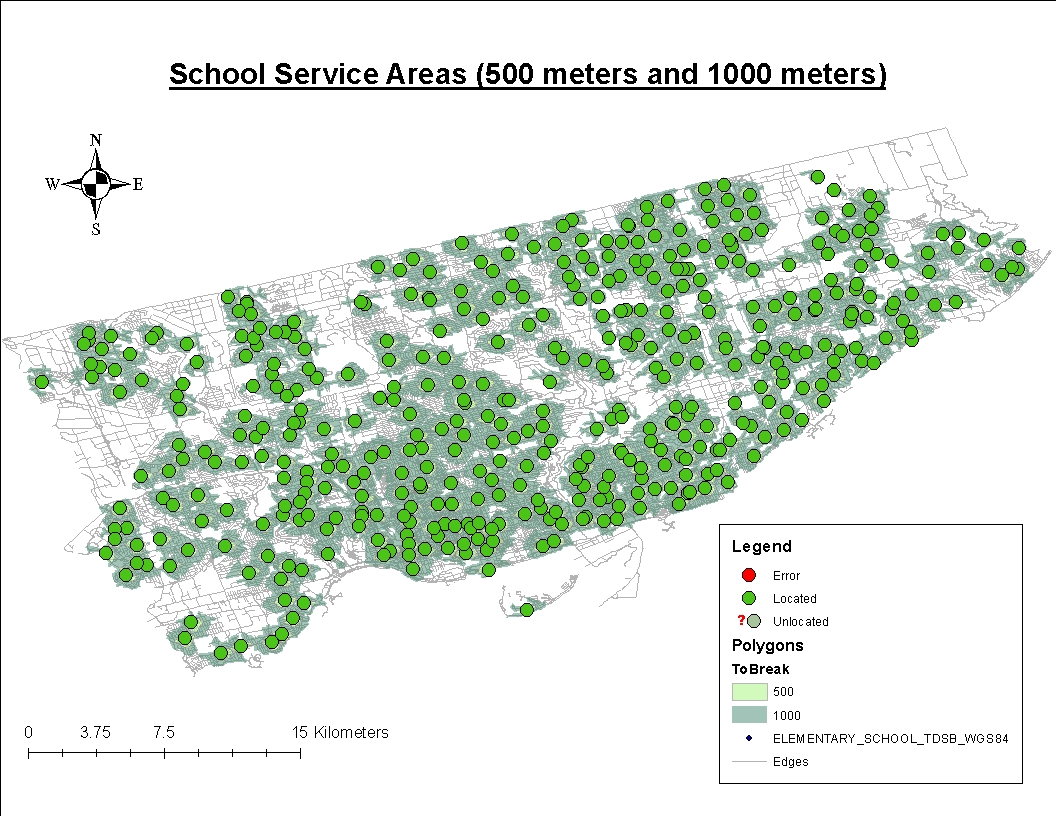 School Service Areas (500 meters and 1000 meters)
N
W E
S
Legend
Error
Located
? Unlocated
Polygons
ToBreak
500
1000
ELEMENTARY_SCHOOL_TDSB_WGS84
Edges
0 3.75 7.5 15 Kilometers